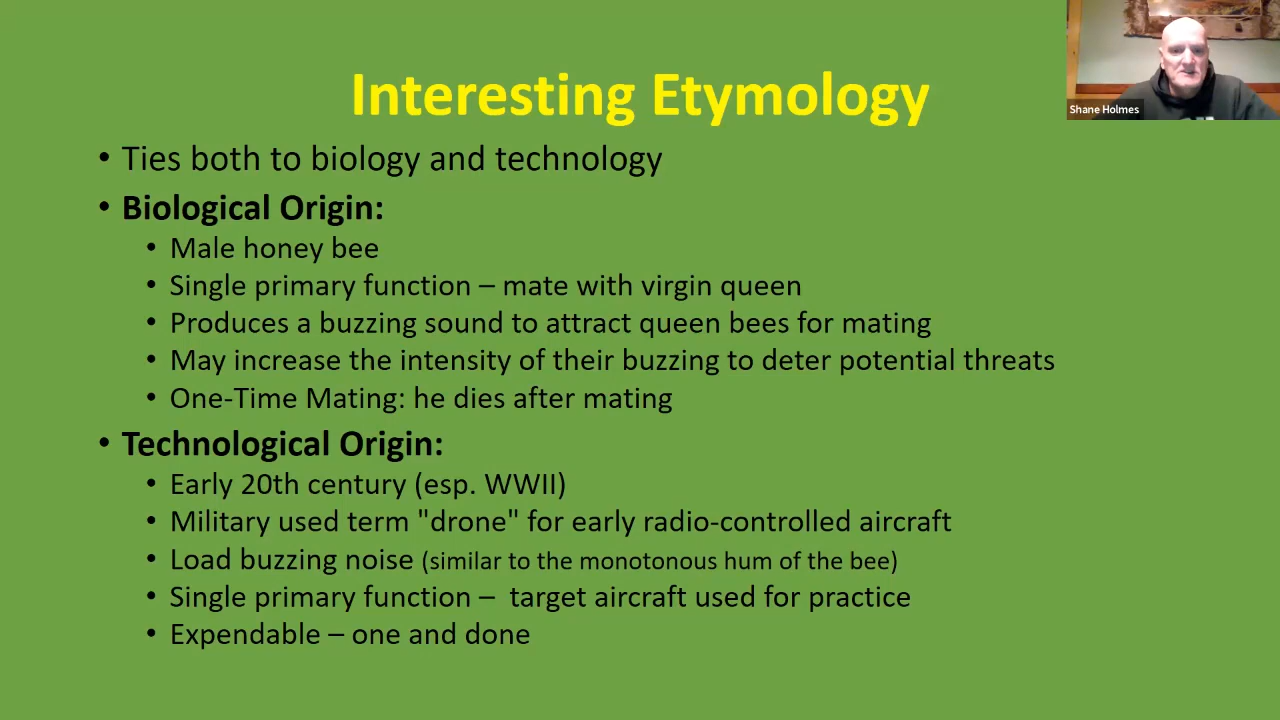 Interesting Etymology
Shane Holmes
• Ties both to biology and technology
• Biological Origin:
• Male honey bee
• Single primary function – mate with virgin queen
• Produces a buzzing sound to attract queen bees for mating
• May increase the intensity of their buzzing to deter potential threats
• One-Time Mating: he dies after mating
• Technological Origin:
• Early 20th century (esp. WWII)
• Military used term "drone" for early radio-controlled aircraft
• Load buzzing noise (similar to the monotonous hum of the bee)
• Single primary function –  target aircraft used for practice
• Expendable – one and done